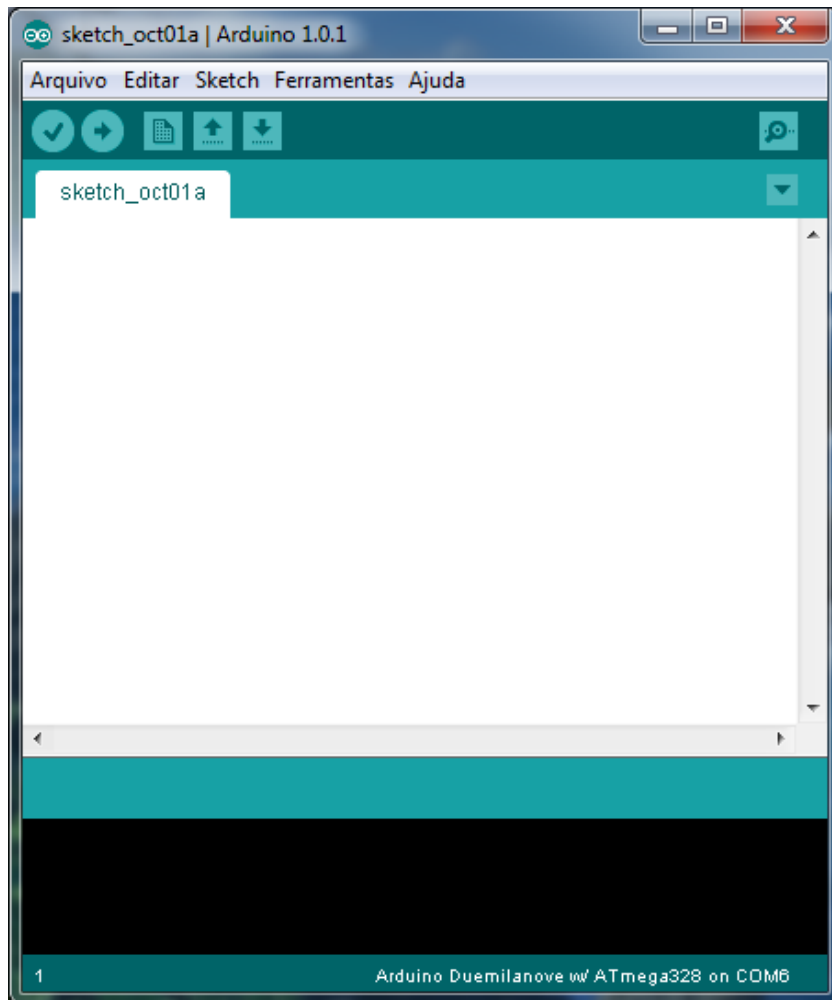 sketch_oct01a | Arduino 1.0.1
Arquivo Editar Sketch Ferramentas Ajuda
sketch_oct01a
1 Arduino Duemilanove w/ ATmega328 on COM6